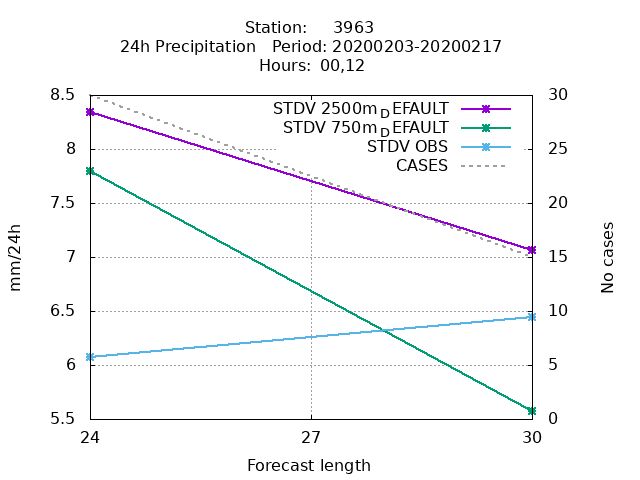 Station: 3963
24h Precipitation Period: 20200203-20200217
Hours: 00,12
8.5
8
7.5
7
6.5
6
5.5
30
25
20
15
10
5
0
STDV 2500m_DEFAULT
STDV 750m_DEFAULT
STDV OBS
CASES
mm/24h
No cases
24 27 30
Forecast length